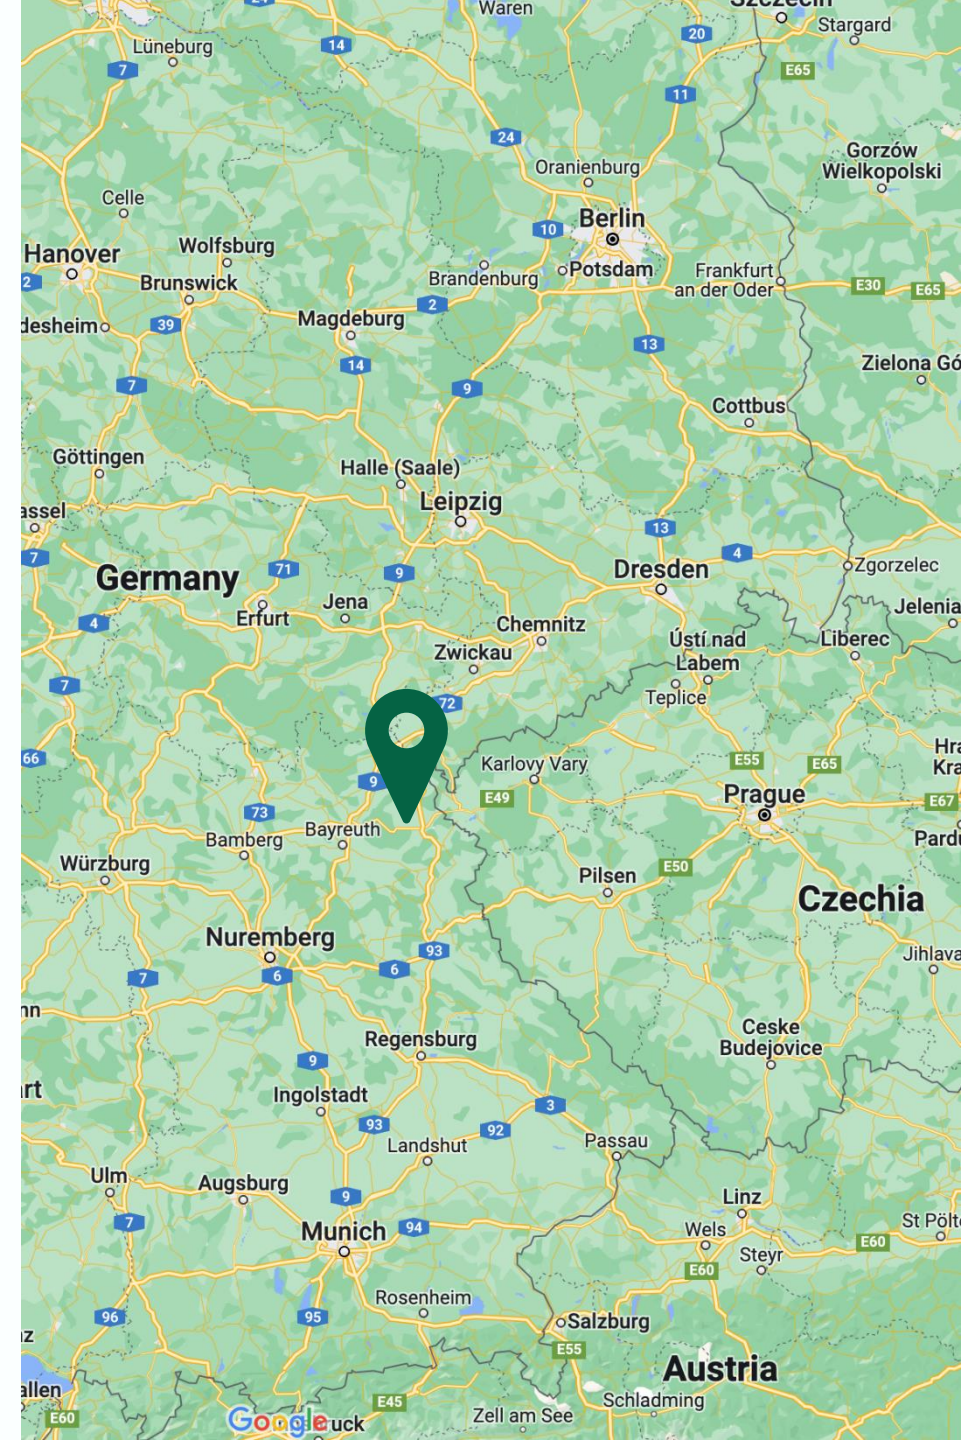 Waren
Szczecin
24
Lüneburg
14
20
Stargard
7
E65
11
24
Gorzów
Wielkopolski
Oranienburg
Celle
Berlin
10
Hanover
Wolfsburg
Brandenburg
Potsdam
Frankfurt
an der Oder
2
Brunswick
E30
E65
2
desheim
39
Magdeburg
13
14
Zielona Gó
7
9
Cottbus
Göttingen
Halle (Saale)
Leipzig
assel
13
7
4
Germany
71
9
Dresden
Zgorzelec
Jena
Erfurt
4
Chemnitz
Jelenia
Zwickau
Ústí nad
Labem
Liberec
7
Teplice
72
66
Hra
Kra
E55
E65
Karlovy Vary
9
E49
Prague
E67
73
Bayreuth
Bamberg
Pardu
Würzburg
E50
Pilsen
Czechia
Nuremberg
93
6
6
7
Jihlava
nn
Ceske
Budejovice
Regensburg
9
Ingolstadt
rt
3
93
92
Landshut
Passau
Ulm
Augsburg
9
Linz
7
Munich
94
Wels
St Pölte
E60
Steyr
E60
Rosenheim
96
95
Salzburg
z
E55
Austria
allen
E45
Schladming
E60
Google
ruck
Zell am See